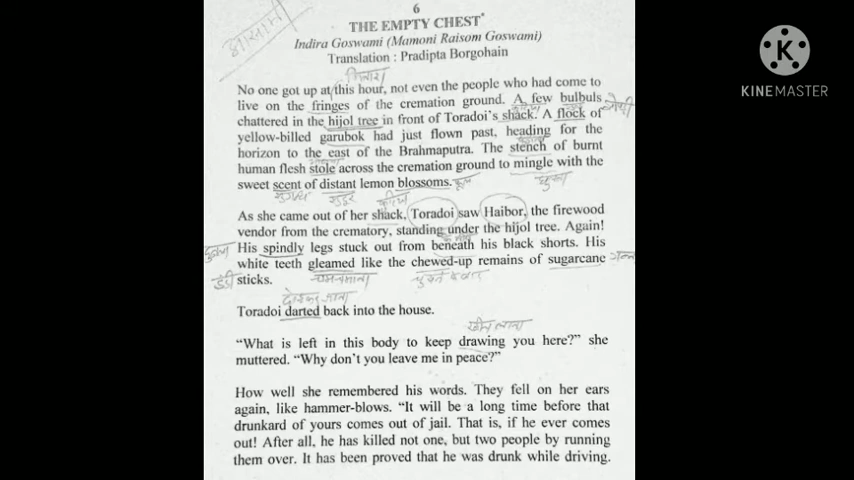 6
THE EMPTY CHEST*
Indira Goswami (Mamoni Raisom Goswami)
Translation : Pradipta Borgohain
No one got up at this hour, not even the people who had come to
live on the fringes of the cremation ground. A few bulbuls
chattered in the hijol tree in front of Toradoi's shack. A flock of
yellow-billed garubok had just flown past, heading for the
horizon to the east of the Brahmaputra. The stench of burnt
human flesh stole across the cremation ground to mingle with the
sweet scent of distant lemon blossoms.
As she came out of her shack, Toradoi saw Haibor, the firewood
vendor from the crematory, standing under the hijol tree. Again!
His spindly legs stuck out from beneath his black shorts. His
white teeth gleamed like the chewed-up remains of sugarcane
sticks.
Toradoi darted back into the house.
"What is left in this body to keep drawing you here?" she
muttered. "Why don't you leave me in peace?"
How well she remembered his words. They fell on her ears
again, like hammer-blows. "It will be a long time before that
drunkard of yours comes out of jail. That is, if he ever comes
out! After all, he has killed not one, but two people by running
them over. It has been proved that he was drunk while driving.
K
KINEMASTER